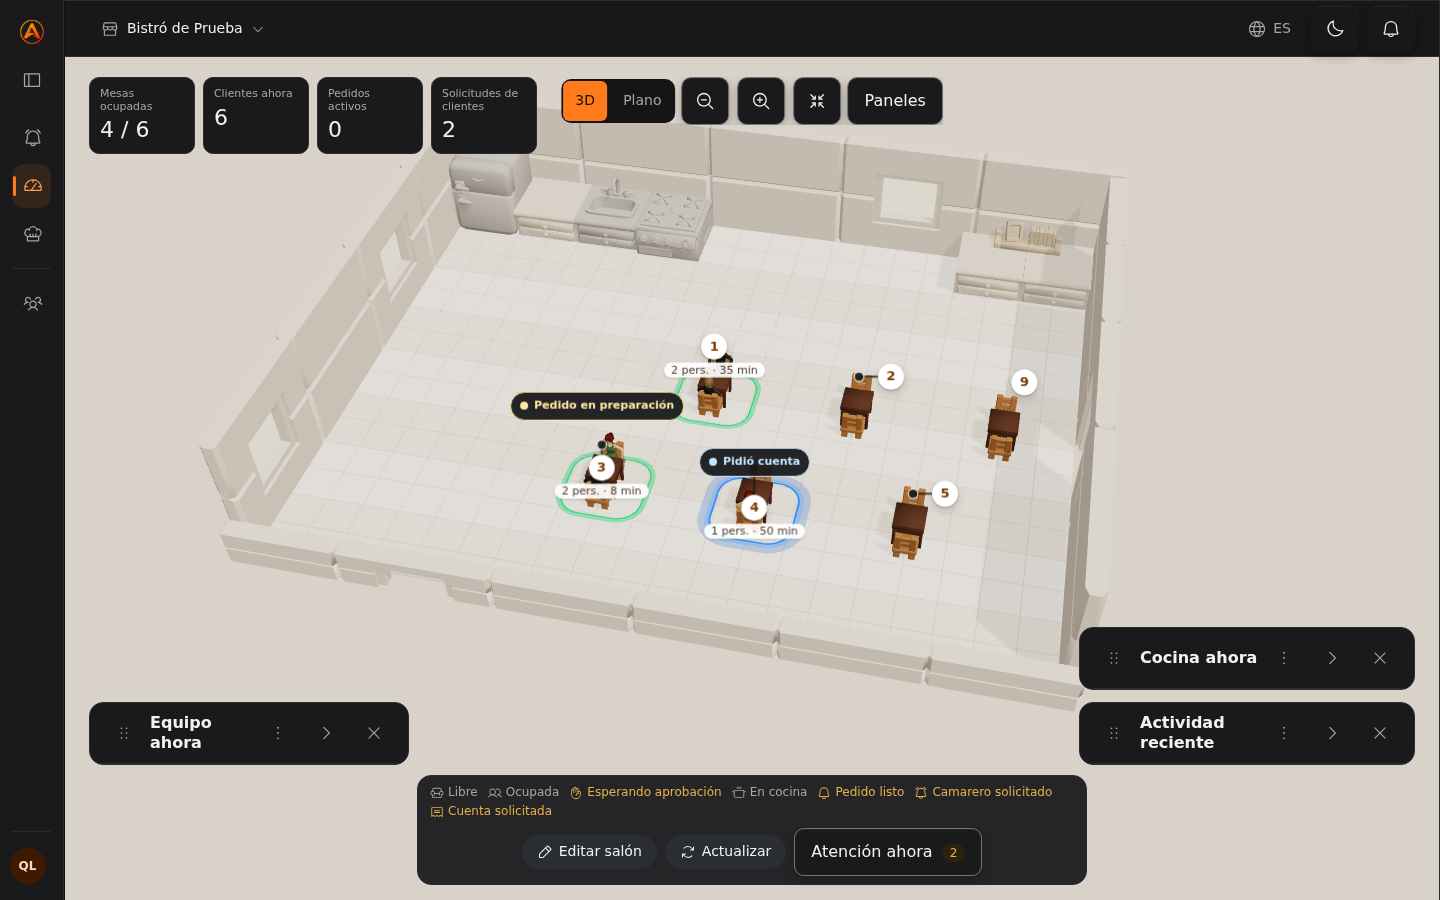 Bistró de Prueba
ES
Mesas
ocupadas
4 / 6
Clientes ahora
6
Pedidos
activos
0
Solicitudes de
clientes
2
3D
Plano
Paneles
1
2 pers. · 35 min
2
9
Pedido en preparación
3
2 pers. · 8 min
Pidió cuenta
4
1 pers. · 50 min
5
Cocina ahora
Equipo
ahora
Actividad
reciente
Libre
Ocupada
Esperando aprobación
En cocina
Pedido listo
Camarero solicitado
Cuenta solicitada
Editar salón
Actualizar
Atención ahora 2
QL